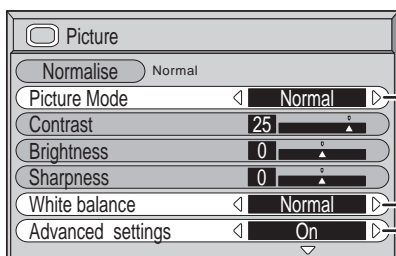 Picture
Normalise Normal
Picture Mode Normal
Contrast 25
Brightness 0
Sharpness 0
White balance Normal
Advanced settings On